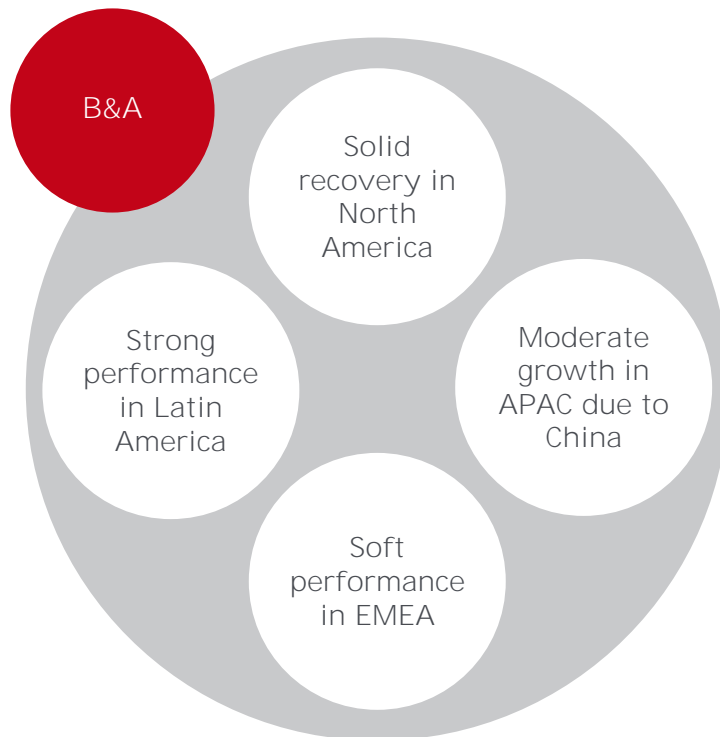 B&A
Solid
recovery in
North
America
Strong
performance
in Latin
America
Moderate
growth in
APAC due to
China
Soft
performance
in EMEA